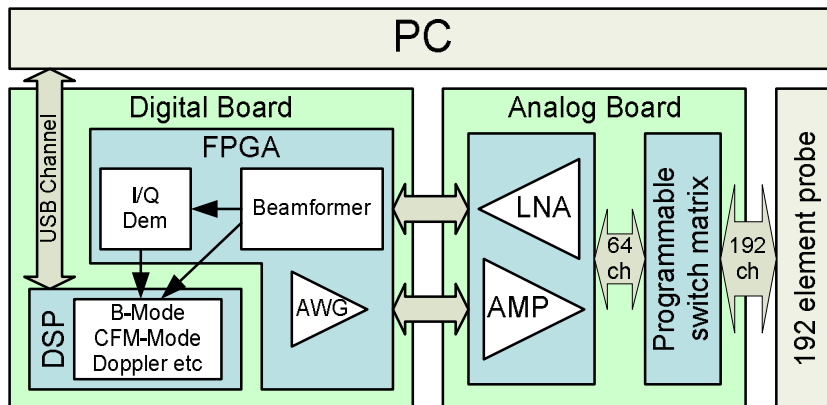 PC
USB Channel
Digital Board
FPGA
I/Q
Dem
Beamformer
AWG
DSP
B-Mode
CFM-Mode
Doppler etc
Analog Board
LNA
AMP
64
ch
Programmable
switch matrix
192
ch
192 element probe